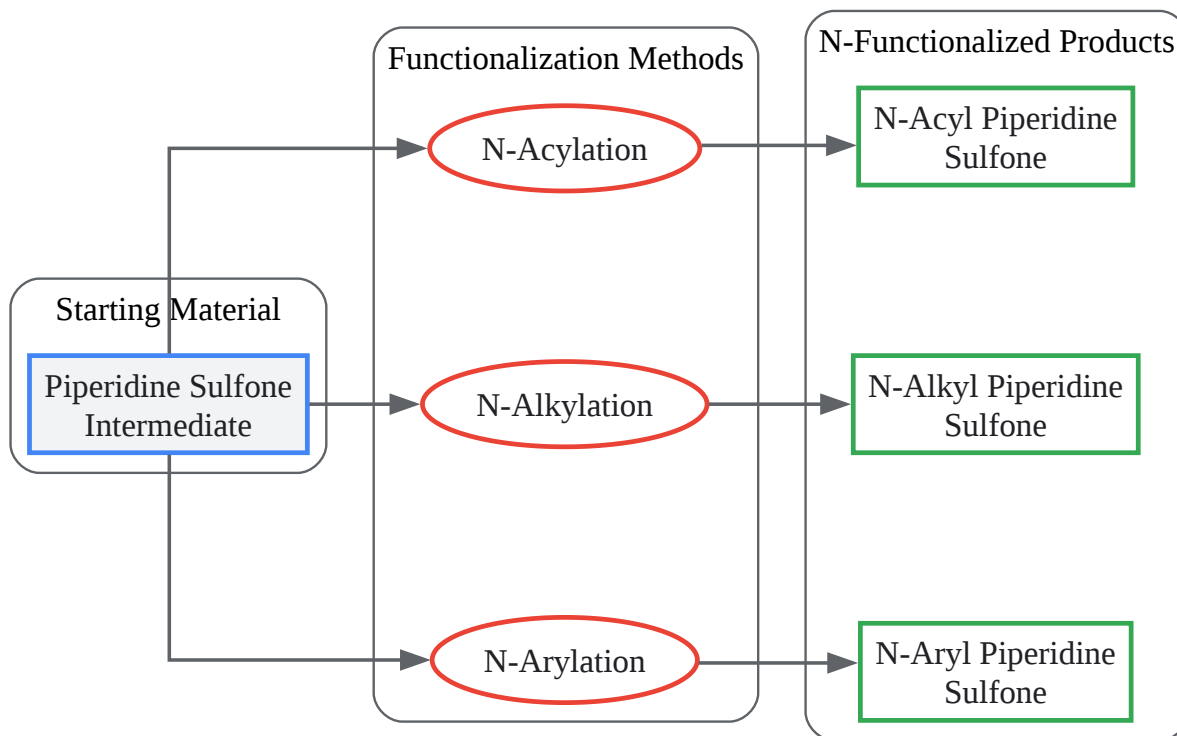 Starting Material
Piperidine Sulfone
Intermediate
Functionalization Methods
N-Acylation
N-Alkylation
N-Arylation
N-Functionalized Products
N-Acyl Piperidine
Sulfone
N-Alkyl Piperidine
Sulfone
N-Aryl Piperidine
Sulfone